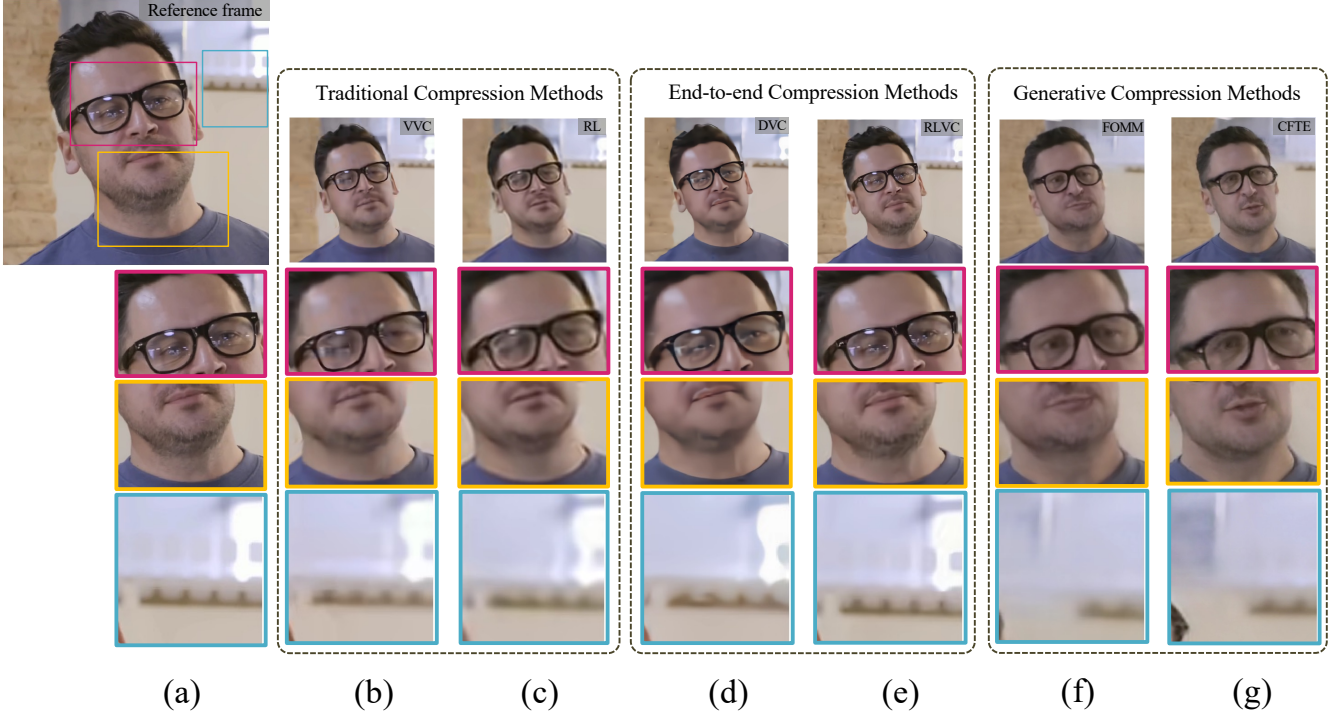 Reference frame
Traditional Compression Methods
End-to-end Compression Methods
Generative Compression Methods
VVC
RL
DVC
RLVC
FOMM
CFTE
(a)
(b)
(c)
(d)
(e)
(f)
(g)